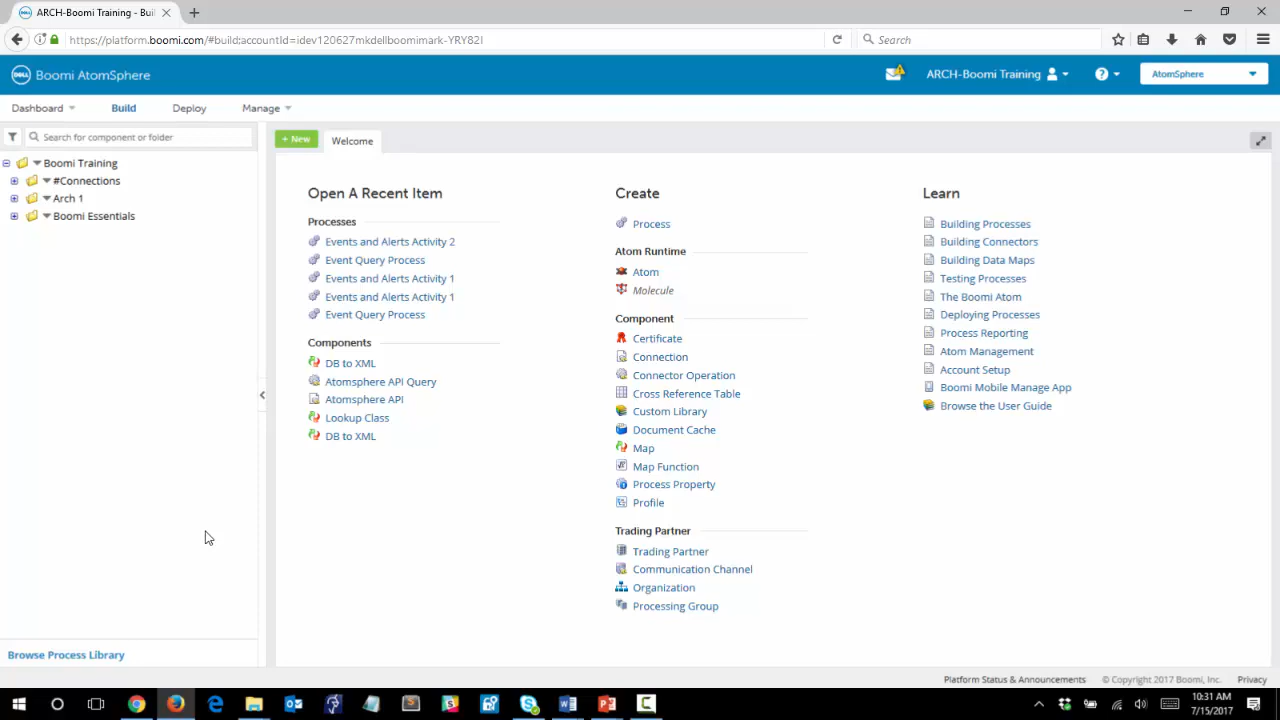 ARCH-Boomi Training - Bui
https://platform.boomi.com/#build;accountId=idev120627mkdellboomimark-YRY82I
Search
DELL
Boomi AtomSphere
ARCH-Boomi Training
?
AtomSphere
Dashboard
Build
Deploy
Manage
Search for component or folder
Boomi Training
#Connections
Arch 1
Boomi Essentials
Browse Process Library
+ New
Welcome
Open A Recent Item
Processes
Events and Alerts Activity 2
Event Query Process
Events and Alerts Activity 1
Events and Alerts Activity 1
Event Query Process
Components
DB to XML
Atomsphere API Query
Atomsphere API
Lookup Class
DB to XML
Create
Process
Atom Runtime
Atom
Molecule
Component
Certificate
Connection
Connector Operation
Cross Reference Table
Custom Library
Document Cache
Map
Map Function
Process Property
Profile
Trading Partner
Trading Partner
Communication Channel
Organization
Processing Group
Learn
Building Processes
Building Connectors
Building Data Maps
Testing Processes
The Boomi Atom
Deploying Processes
Process Reporting
Atom Management
Account Setup
Boomi Mobile Manage App
Browse the User Guide
Platform Status & Announcements
© Copyright 2017 Boomi, Inc.
Privacy
10:31 AM
7/15/2017